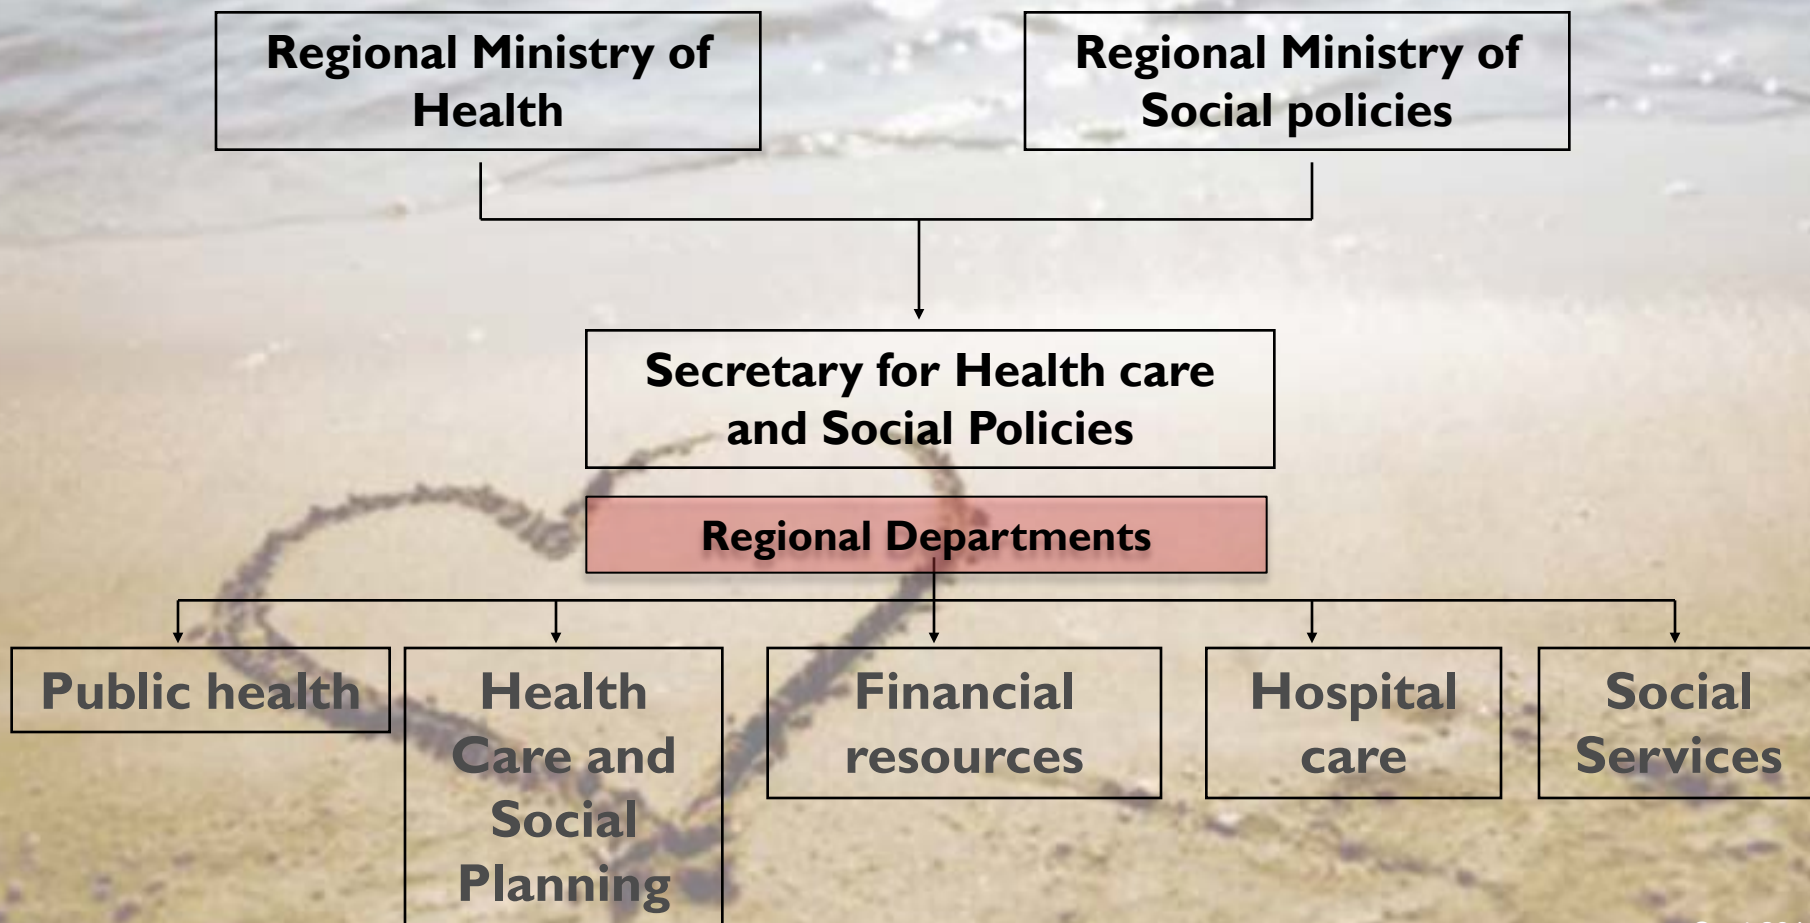 Regional Ministry of
Health
Regional Ministry of
Social policies
Secretary for Health care
and Social Policies
Regional Departments
Public health
Health
Care and
Social
Planning
Financial
resources
Hospital
care
Social
Services